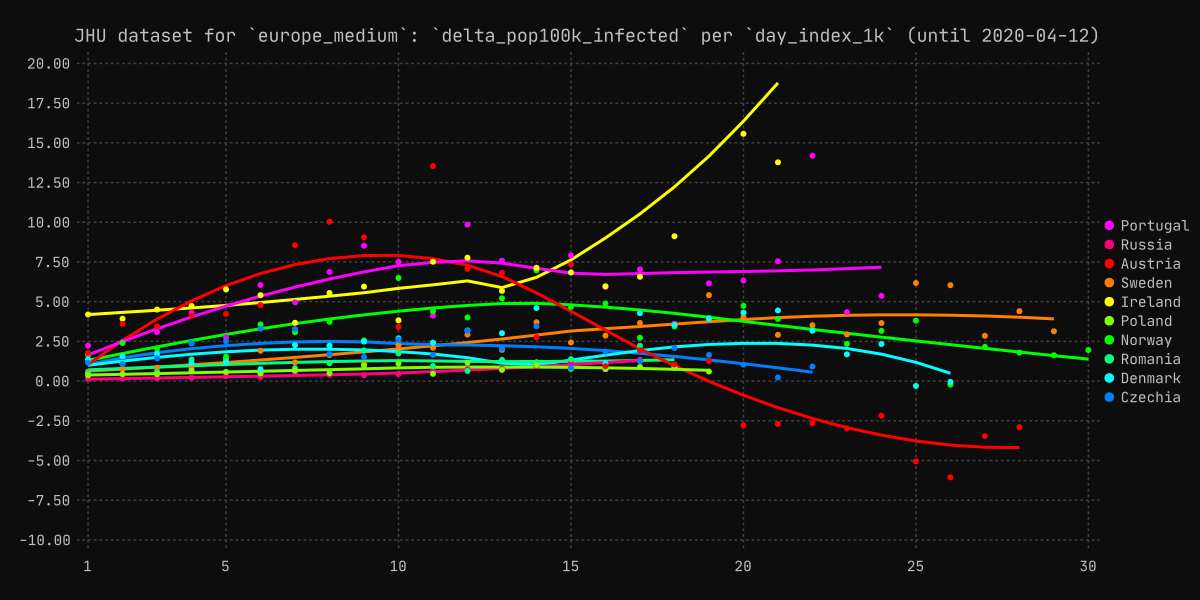 JHU dataset for `europe_medium`: `delta_pop100k_infected` per `day_index_1k` (until 2020-04-12)
20.00
17.50
15.00
12.50
10.00
7.50
5.00
2.50
0.00
-2.50
-5.00
-7.50
-10.00
1 5 10 15 20 25 30
Portugal
Russia
Austria
Sweden
Ireland
Poland
Norway
Romania
Denmark
Czechia